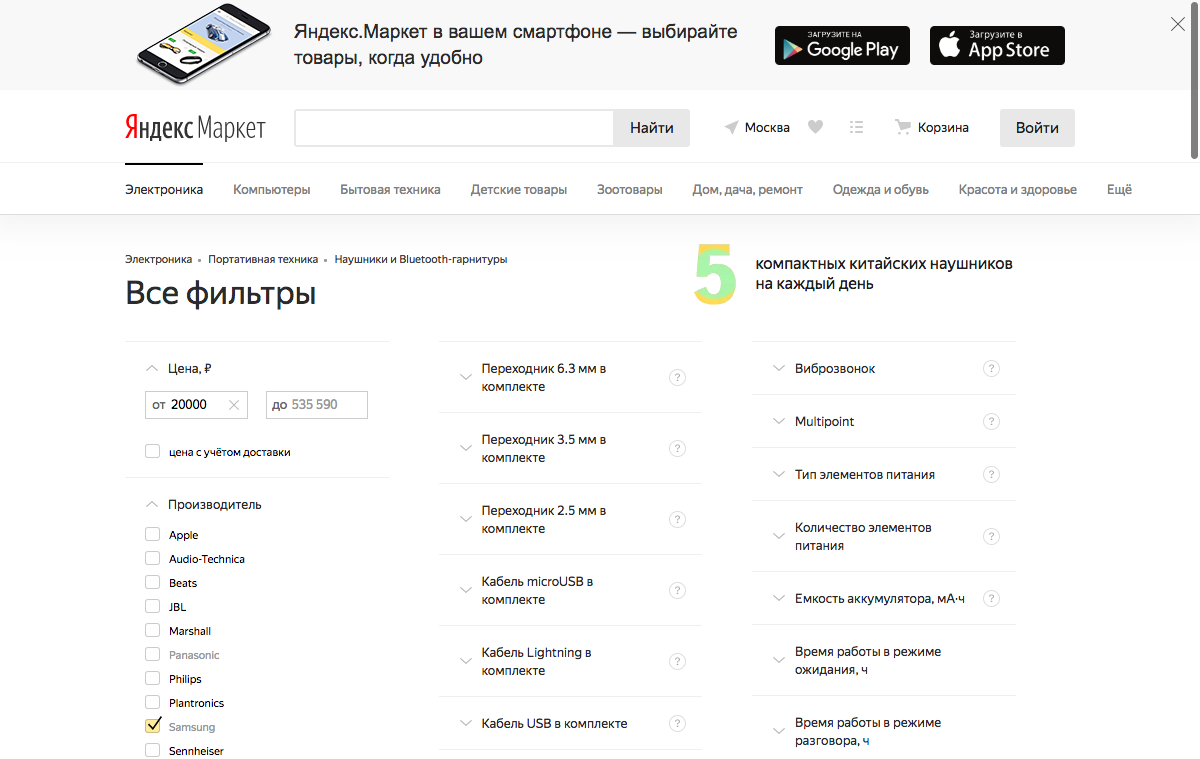 Яндекс.Маркет в вашем смартфоне — выбирайте
товары, когда удобно
ЗАГРУЗИТЕ НА
Google Play
Загрузите в
App Store
Яндекс Маркет
Найти
Москва
Корзина
Войти
Электроника
Компьютеры
Бытовая техника
Детские товары
Зоотовары
Дом, дача, ремонт
Одежда и обувь
Красота и здоровье
Ещё
Электроника • Портативная техника • Наушники и Bluetooth-гарнитуры
Все фильтры
5
компактных китайских наушников
на каждый день
Цена, ₽
от 20000
до 535 590
цена с учётом доставки
Производитель
Apple
Audio-Technica
Beats
JBL
Marshall
Panasonic
Philips
Plantronics
Samsung
Sennheiser
Переходник 6.3 мм в
комплекте
?
Переходник 3.5 мм в
комплекте
?
Переходник 2.5 мм в
комплекте
?
Кабель microUSB в
комплекте
?
Кабель Lightning в
комплекте
?
Кабель USB в комплекте
?
Виброзвонок
?
Multipoint
?
Тип элементов питания
?
Количество элементов
питания
?
Емкость аккумулятора, мА·ч
?
Время работы в режиме
ожидания, ч
Время работы в режиме
разговора, ч